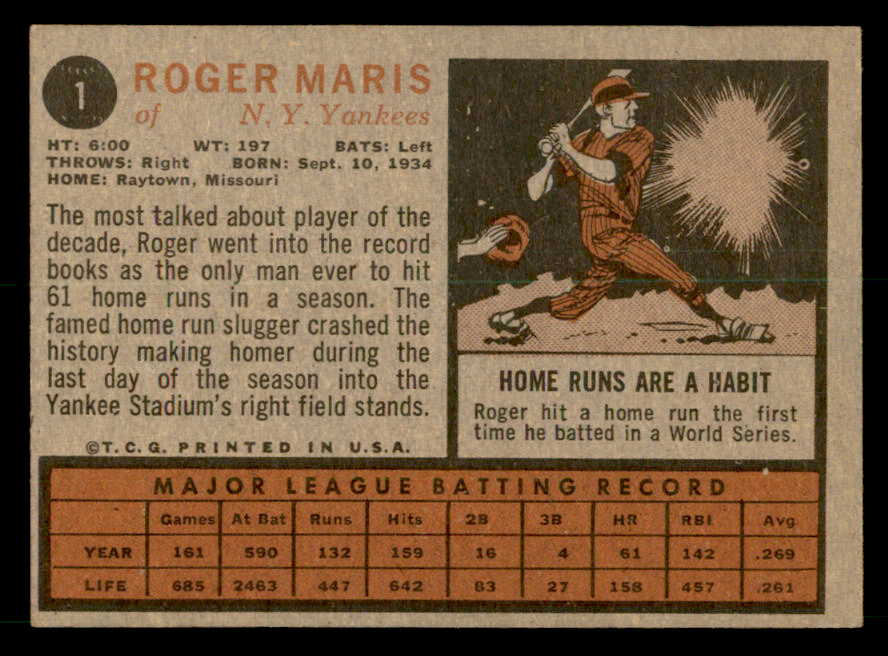 1
ROGER MARIS
of N. Y. Yankees
HT: 6:00 WT: 197 BATS: Left
THROWS: Right BORN: Sept. 10, 1934
HOME: Raytown, Missouri
The most talked about player of the
decade, Roger went into the record
books as the only man ever to hit
61 home runs in a season. The
famed home run slugger crashed the
history making homer during the
last day of the season into the
Yankee Stadium's right field stands.
©T.C.G. PRINTED IN U.S.A.
HOME RUNS ARE A HABIT
Roger hit a home run the first
time he batted in a World Series.
MAJOR LEAGUE BATTING RECORD
Games At Bat Runs Hits 2B 3B HR RBI Avg
YEAR 161 590 132 159 16 4 61 142 .269
LIFE 685 2463 447 642 83 27 158 457 .261